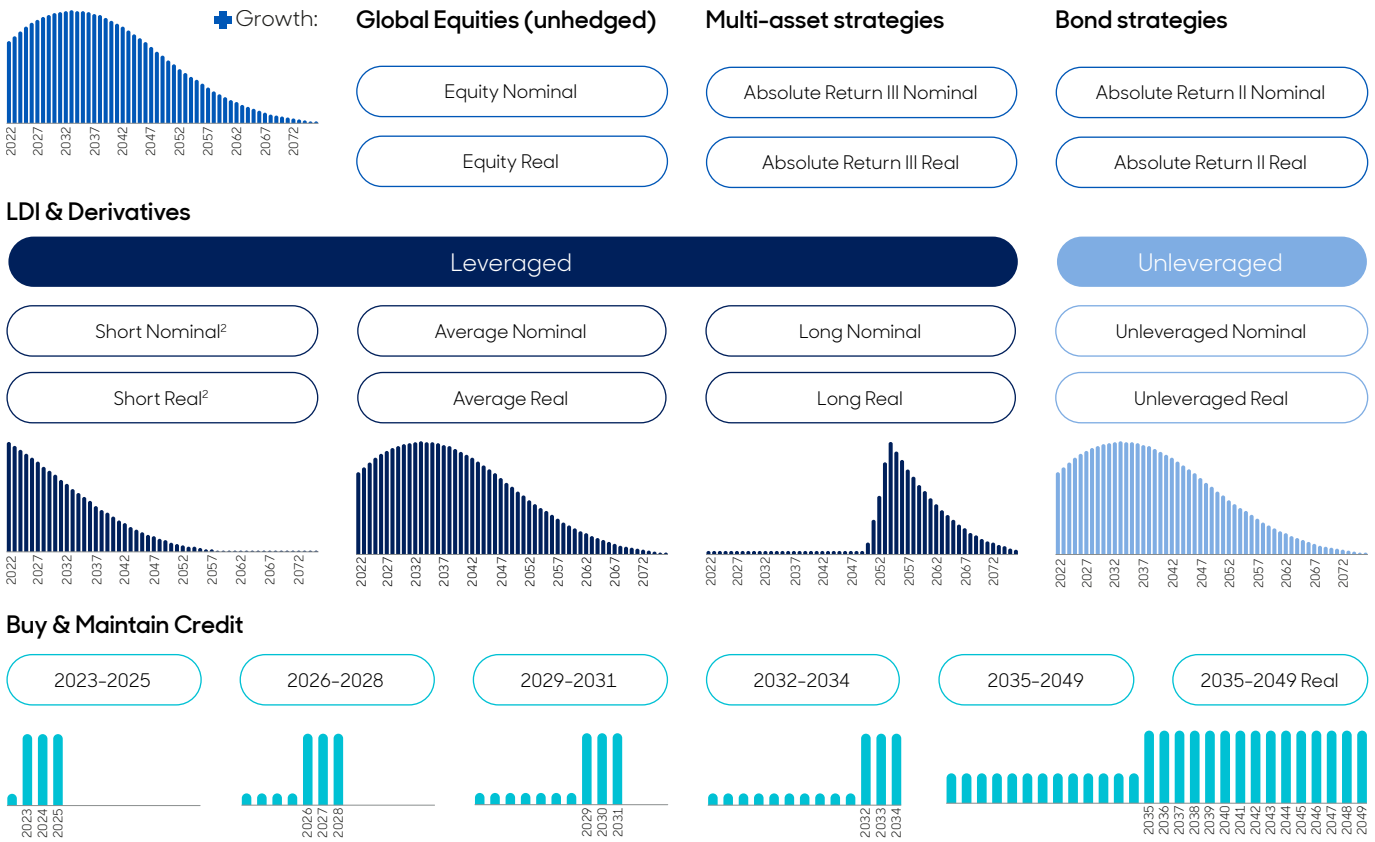 Growth:
Global Equities (unhedged)
Multi-asset strategies
Bond strategies
Equity Nominal
Absolute Return III Nominal
Absolute Return II Nominal
Equity Real
Absolute Return III Real
Absolute Return II Real
2022 2027 2032 2037 2042 2047 2052 2057 2062 2067 2072
LDI & Derivatives
Leveraged
Unleveraged
Short Nominal²
Average Nominal
Long Nominal
Unleveraged Nominal
Short Real²
Average Real
Long Real
Unleveraged Real
2022 2027 2032 2037 2042 2047 2052 2057 2062 2067 2072
2022 2027 2032 2037 2042 2047 2052 2057 2062 2067 2072
2022 2027 2032 2037 2042 2047 2052 2057 2062 2067 2072
2022 2027 2032 2037 2042 2047 2052 2057 2062 2067 2072
Buy & Maintain Credit
2023-2025
2026-2028
2029-2031
2032-2034
2035-2049
2035-2049 Real
2023 2024 2025
2026 2027 2028
2029 2030 2031
2032 2033 2034
2035 2036 2037 2038 2039 2040 2041 2042 2043 2044 2045 2046 2047 2048 2049